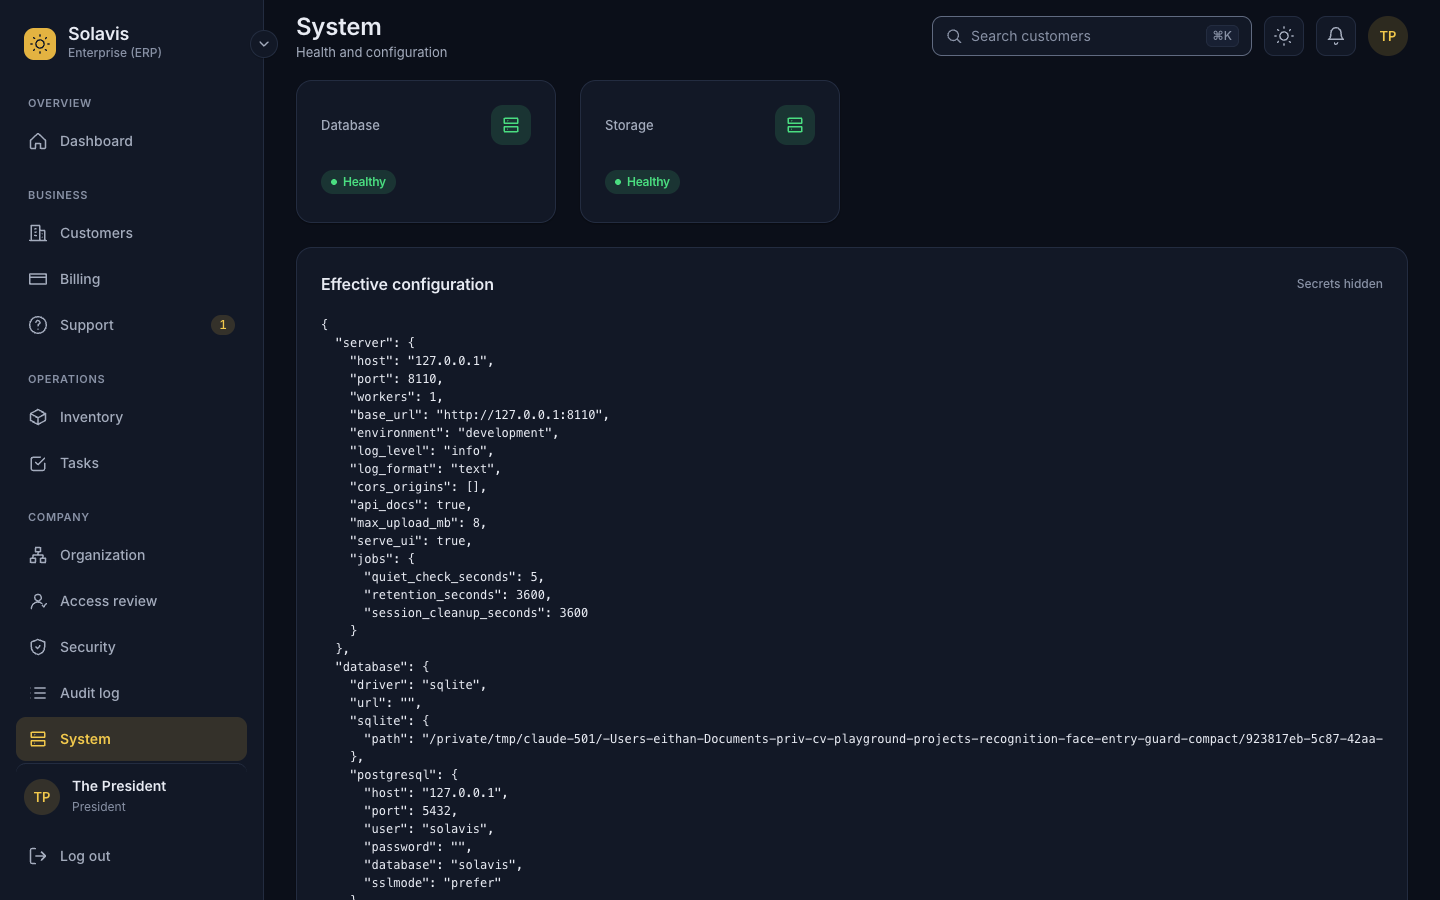 Solavis
Enterprise (ERP)
OVERVIEW
Dashboard
BUSINESS
Customers
Billing
Support 1
OPERATIONS
Inventory
Tasks
COMPANY
Organization
Access review
Security
Audit log
System
TP
The President
President
Log out
System
Health and configuration
Search customers ⌘K
TP
Database
Healthy
Storage
Healthy
Effective configuration
Secrets hidden
{
  "server": {
    "host": "127.0.0.1",
    "port": 8110,
    "workers": 1,
    "base_url": "http://127.0.0.1:8110",
    "environment": "development",
    "log_level": "info",
    "log_format": "text",
    "cors_origins": [],
    "api_docs": true,
    "max_upload_mb": 8,
    "serve_ui": true,
    "jobs": {
      "quiet_check_seconds": 5,
      "retention_seconds": 3600,
      "session_cleanup_seconds": 3600
    }
  },
  "database": {
    "driver": "sqlite",
    "url": "",
    "sqlite": {
      "path": "/private/tmp/claude-501/-Users-eithan-Documents-priv-cv-playground-projects-recognition-face-entry-guard-compact/923817eb-5c87-42aa-
    },
    "postgresql": {
      "host": "127.0.0.1",
      "port": 5432,
      "user": "solavis",
      "password": "",
      "database": "solavis",
      "sslmode": "prefer"
    }